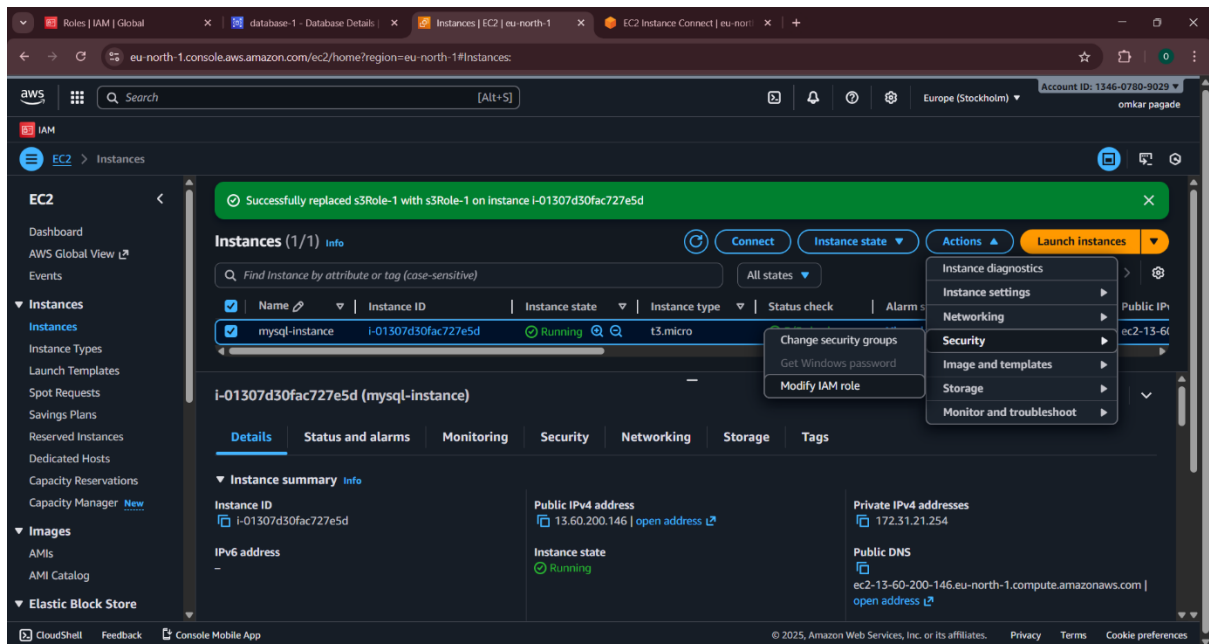 Roles | IAM | Global
database-1 - Database Details |
Instances | EC2 | eu-north-1
EC2 Instance Connect | eu-nort
eu-north-1.console.aws.amazon.com/ec2/home?region=eu-north-1#Instances:
0
aws
Search
[Alt+S]
Europe (Stockholm)
Account ID: 1346-0780-9029
omkar pagade
IAM
EC2 > Instances
EC2
Dashboard
AWS Global View
Events
Instances
Instances
Instance Types
Launch Templates
Spot Requests
Savings Plans
Reserved Instances
Dedicated Hosts
Capacity Reservations
Capacity Manager New
Images
AMIs
AMI Catalog
Elastic Block Store
Successfully replaced s3Role-1 with s3Role-1 on instance i-01307d30fac727e5d
Instances (1/1) Info
Connect
Instance state
Actions
Launch instances
Find Instance by attribute or tag (case-sensitive)
All states
Name
Instance ID
Instance state
Instance type
Status check
Alarm s
Public IPv
mysql-instance
i-01307d30fac727e5d
Running
t3.micro
ec2-13-60
Instance diagnostics
Instance settings
Networking
Security
Image and templates
Storage
Monitor and troubleshoot
Change security groups
Get Windows password
Modify IAM role
i-01307d30fac727e5d (mysql-instance)
Details
Status and alarms
Monitoring
Security
Networking
Storage
Tags
Instance summary Info
Instance ID
i-01307d30fac727e5d
Public IPv4 address
13.60.200.146 | open address
Private IPv4 addresses
172.31.21.254
IPv6 address
–
Instance state
Running
Public DNS
ec2-13-60-200-146.eu-north-1.compute.amazonaws.com |
open address
CloudShell
Feedback
Console Mobile App
© 2025, Amazon Web Services, Inc. or its affiliates.
Privacy
Terms
Cookie preferences